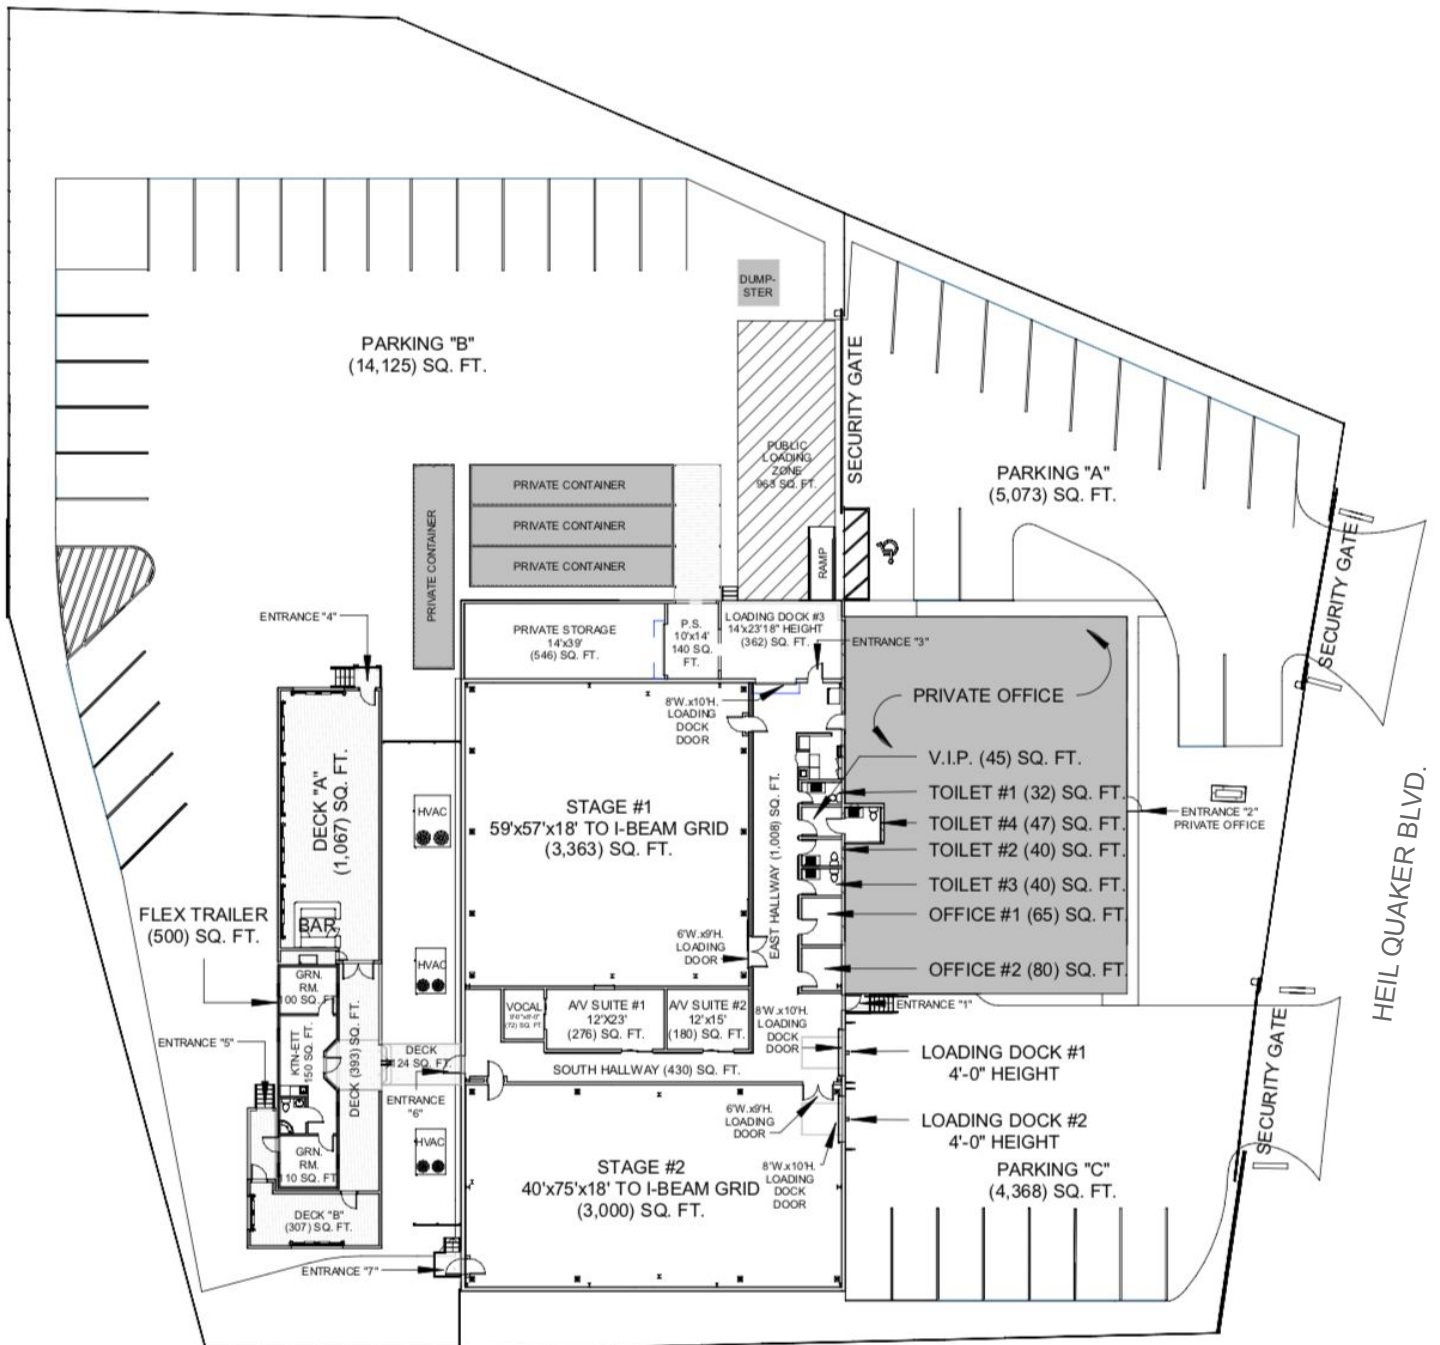 DUMP-
STER
PARKING "B"
(14,125) SQ. FT.
SECURITY GATE
PUBLIC
LOADING
ZONE
963 SQ. FT.
PARKING "A"
(5,073) SQ. FT.
PRIVATE CONTAINER
PRIVATE CONTAINER
PRIVATE CONTAINER
PRIVATE CONTAINER
RAMP
SECURITY GATE
ENTRANCE "4"
PRIVATE STORAGE
14'x39'
(546) SQ. FT.
P.S.
10'x14'
140 SQ.
FT.
LOADING DOCK #3
14'x23'18" HEIGHT
(362) SQ. FT.
ENTRANCE "3"
8'W.x10'H.
LOADING
DOCK
DOOR
PRIVATE OFFICE
V.I.P. (45) SQ. FT.
TOILET #1 (32) SQ. FT.
TOILET #4 (47) SQ. FT.
TOILET #2 (40) SQ. FT.
TOILET #3 (40) SQ. FT.
OFFICE #1 (65) SQ. FT.
OFFICE #2 (80) SQ. FT.
ENTRANCE "2"
PRIVATE OFFICE
HEIL QUAKER BLVD.
DECK "A"
(1,067) SQ. FT.
HVAC
STAGE #1
59'x57'x18' TO I-BEAM GRID
(3,363) SQ. FT.
EAST HALLWAY (1,008) SQ. FT.
FLEX TRAILER
(500) SQ. FT.
BAR
6'W.x9'H.
LOADING
DOOR
HVAC
GRN.
RM.
100 SQ. FT
VOCAL
(72) SQ. FT
A/V SUITE #1
12'X23'
(276) SQ. FT.
A/V SUITE #2
12'x15'
(180) SQ. FT.
8'W.x10'H.
LOADING
DOCK
DOOR
ENTRANCE "1"
ENTRANCE "5"
KTN-ETT
150 SQ. FT.
DECK (393) SQ. FT.
DECK
124 SQ. FT.
SOUTH HALLWAY (430) SQ. FT.
LOADING DOCK #1
4'-0" HEIGHT
SECURITY GATE
ENTRANCE
"6"
6'W.x9'H.
LOADING
DOOR
LOADING DOCK #2
4'-0" HEIGHT
HVAC
GRN.
RM.
110 SQ. FT
STAGE #2
40'x75'x18' TO I-BEAM GRID
(3,000) SQ. FT.
8'W.x10'H.
LOADING
DOCK
DOOR
PARKING "C"
(4,368) SQ. FT.
DECK "B"
(307) SQ. FT.
ENTRANCE "7"